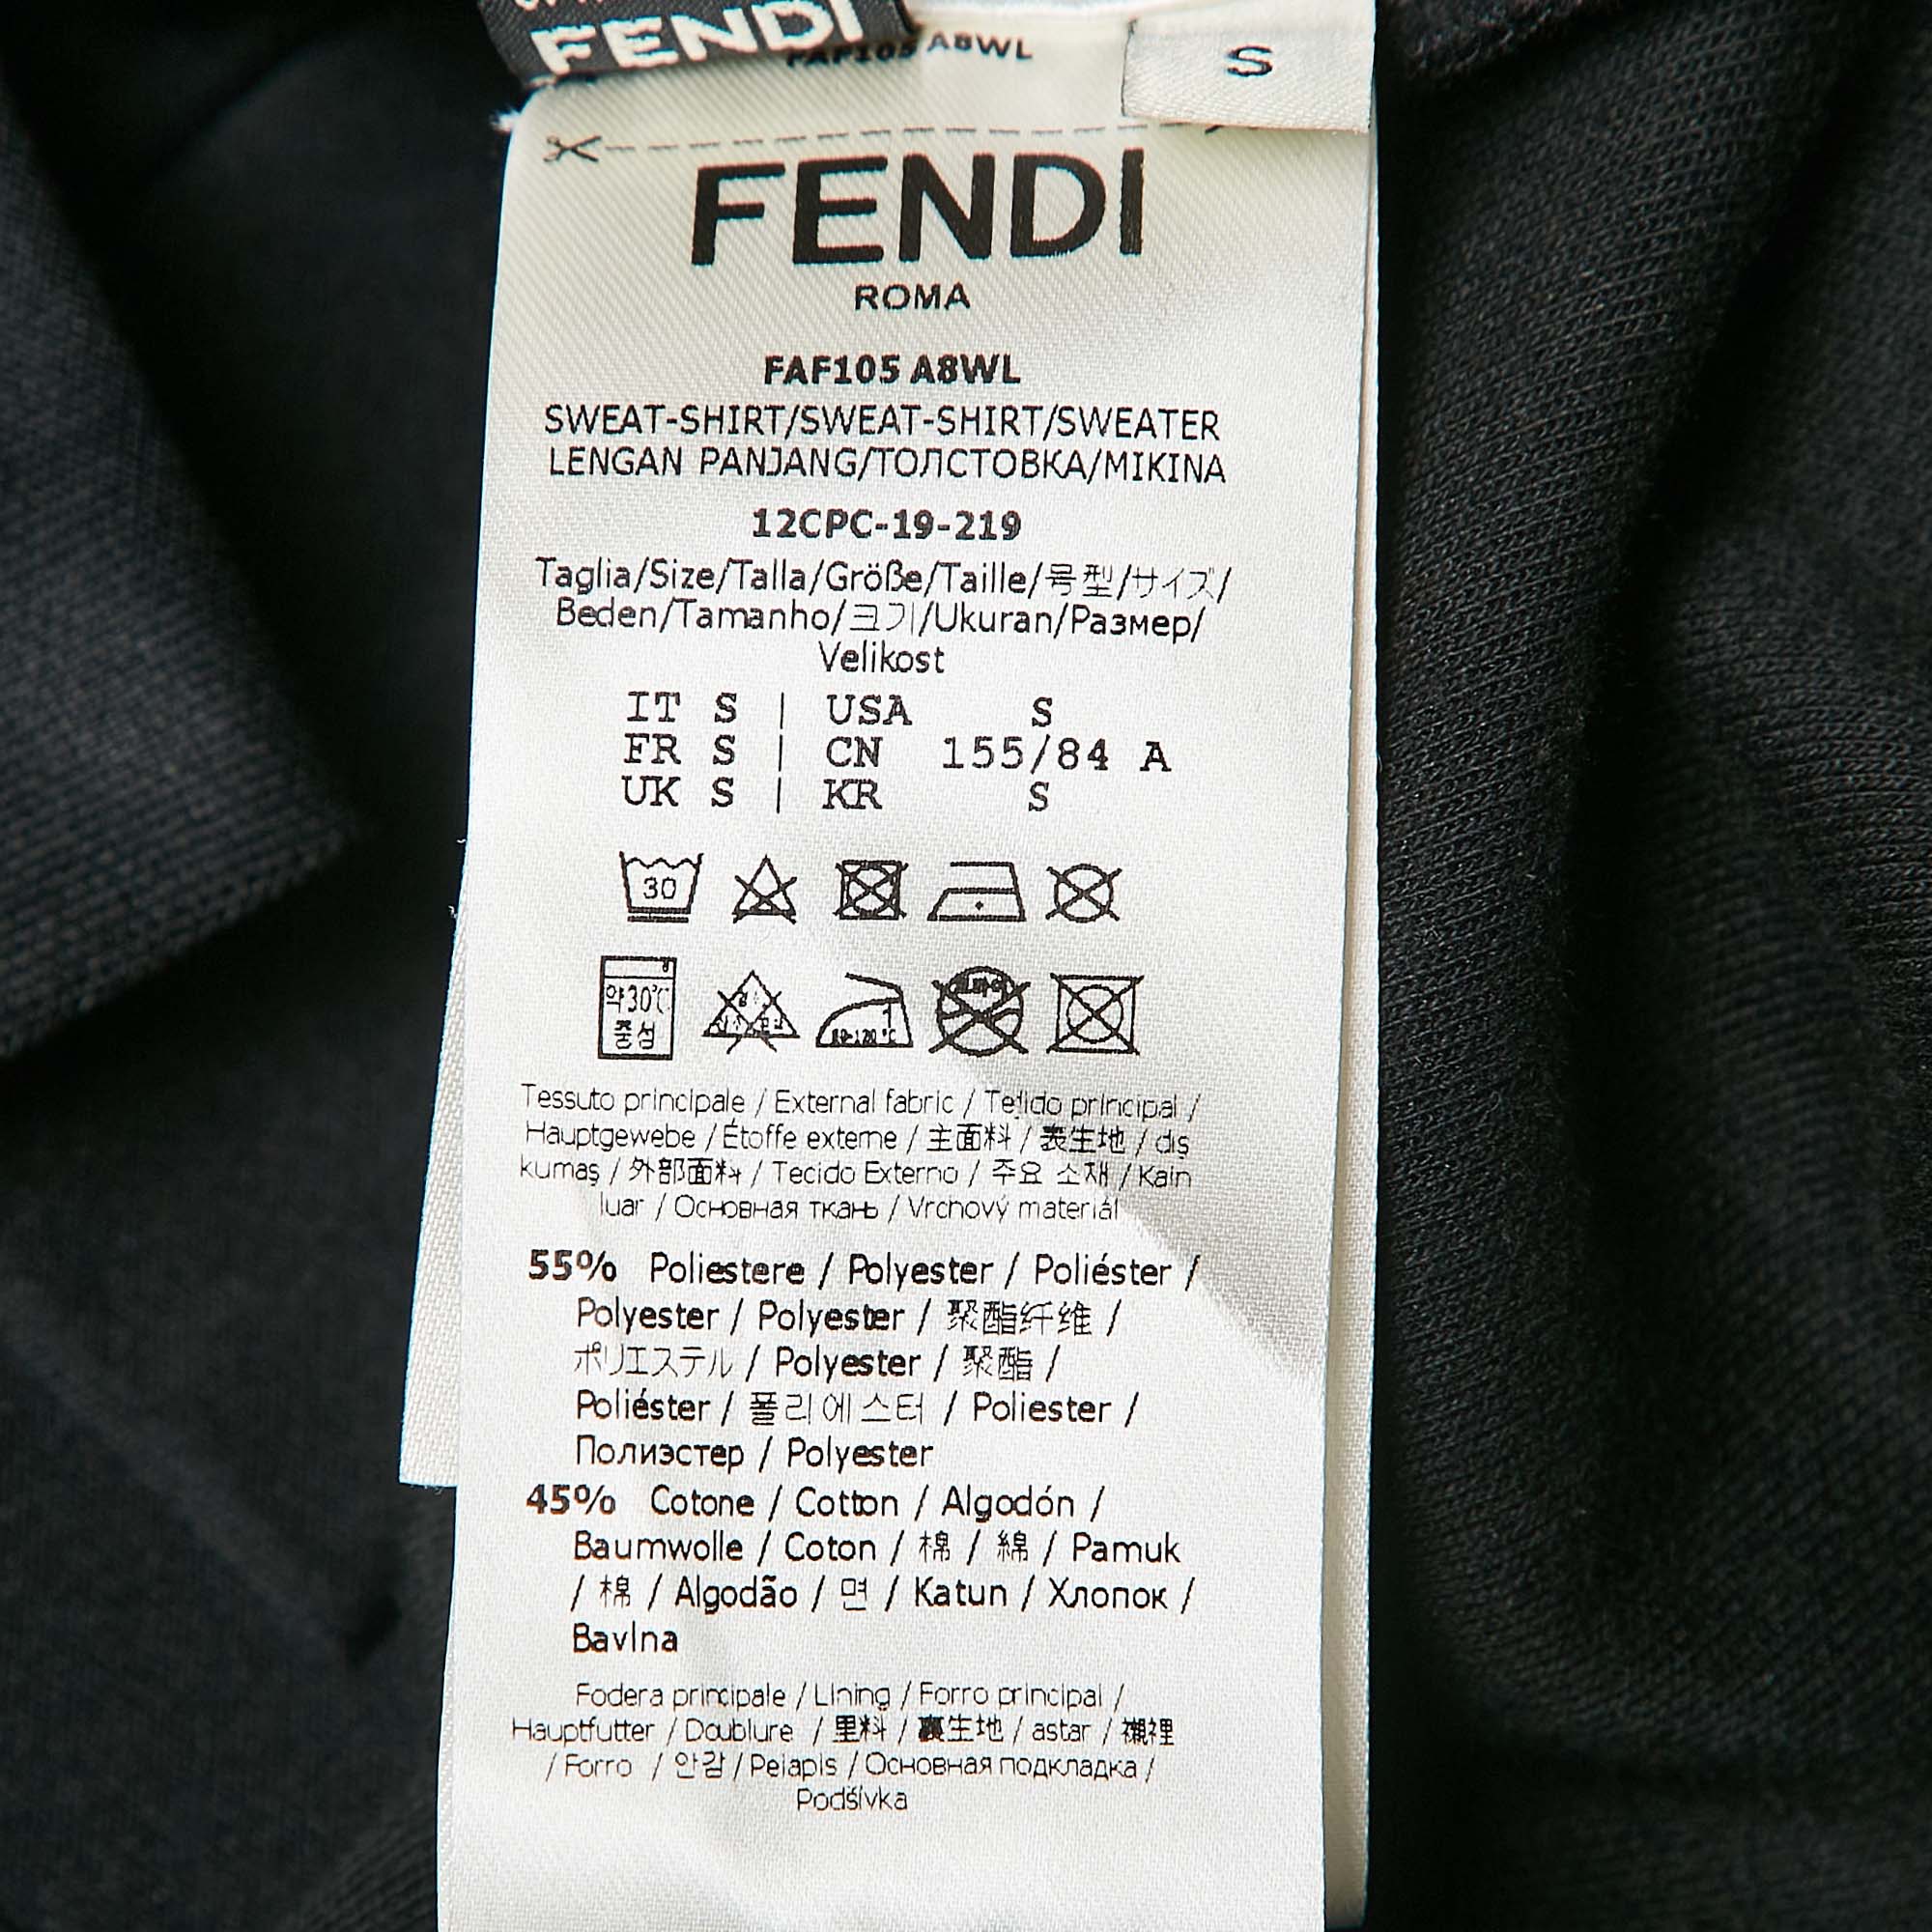 FENDI
FAF105 A8WL
S
FENDI
ROMA
FAF105 A8WL
SWEAT-SHIRT/SWEAT-SHIRT/SWEATER
LENGAN PANJANG/ТОЛСТОВКА/MIKINA
12CPC-19-219
Taglia/Size/Talla/Größe/Taille/号型/サイズ/
Beden/Tamanho/크기/Ukuran/Размер/
Velikost
IT S | USA S
FR S | CN 155/84 A
UK S | KR S
30
약30℃
중성
Tessuto principale / External fabric / Tejido principal /
Hauptgewebe / Étoffe externe / 主面料 / 表生地 / dış
kumaş / 外部面料 / Tecido Externo / 주요 소재 / Kain
luar / Основная ткань / Vrchový materiál
55% Poliestere / Polyester / Poliéster /
Polyester / Polyester / 聚酯纤维 /
ポリエステル / Polyester / 聚酯 /
Poliéster / 폴리에스터 / Poliester /
Полиэстер / Polyester
45% Cotone / Cotton / Algodón /
Baumwolle / Coton / 棉 / 綿 / Pamuk
/ 棉 / Algodão / 면 / Katun / Хлопок /
Bavlna
Fodera principale / Lining / Forro principal /
Hauptfutter / Doublure / 里料 / 裏生地 / astar / 襯裡
/ Forro / 안감 / Pelapis / Основная подкладка /
Podšívka